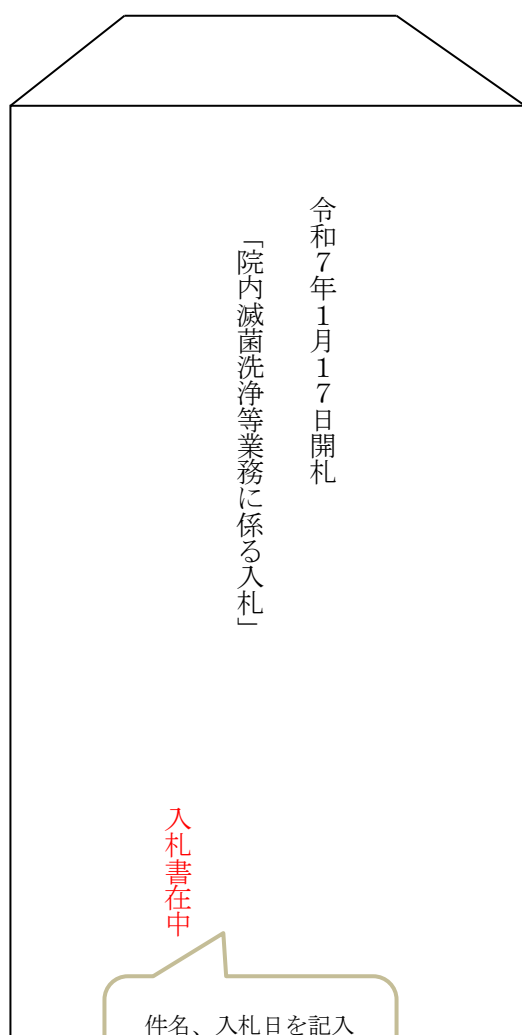 令和７年１月１７日開札
「院内滅菌洗浄等業務に係る入札」
入札書在中
件名、入札日を記入